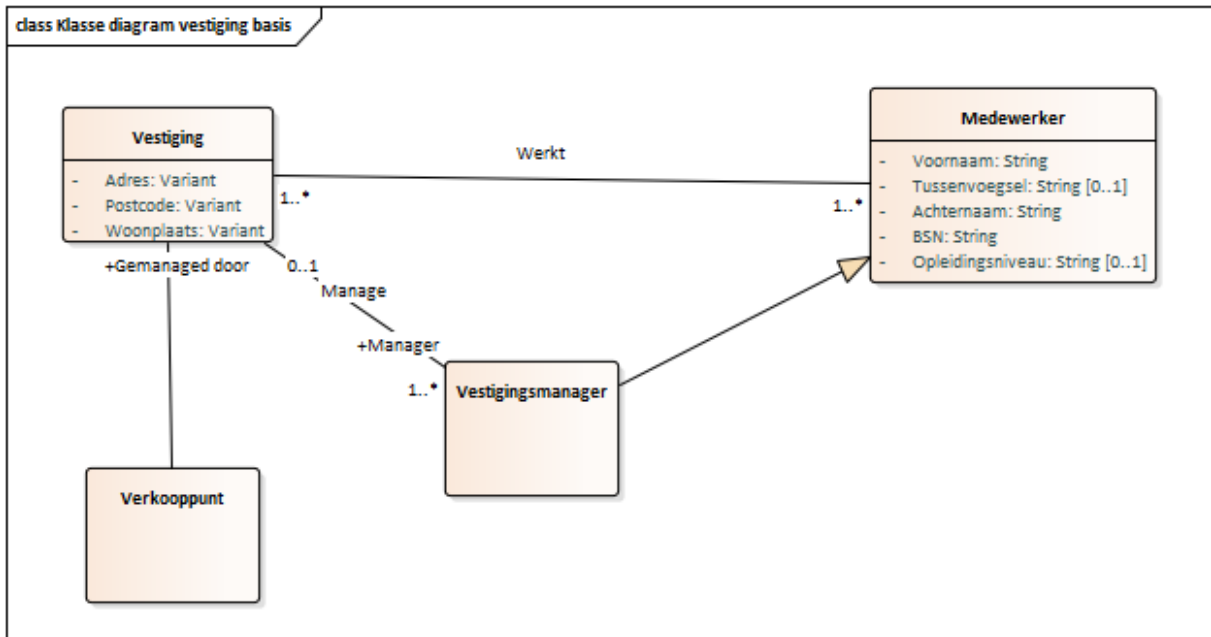 class Klasse diagram vestiging basis
Vestiging
- Adres: Variant
- Postcode: Variant
- Woonplaats: Variant
Werkt
1..*
1..*
Medewerker
- Voornaam: String
- Tussenvoegsel: String [0..1]
- Achternaam: String
- BSN: String
- Opleidingsniveau: String [0..1]
+Gemanaged door
0..1
Manage
+Manager
1..*
Vestigingsmanager
Verkooppunt